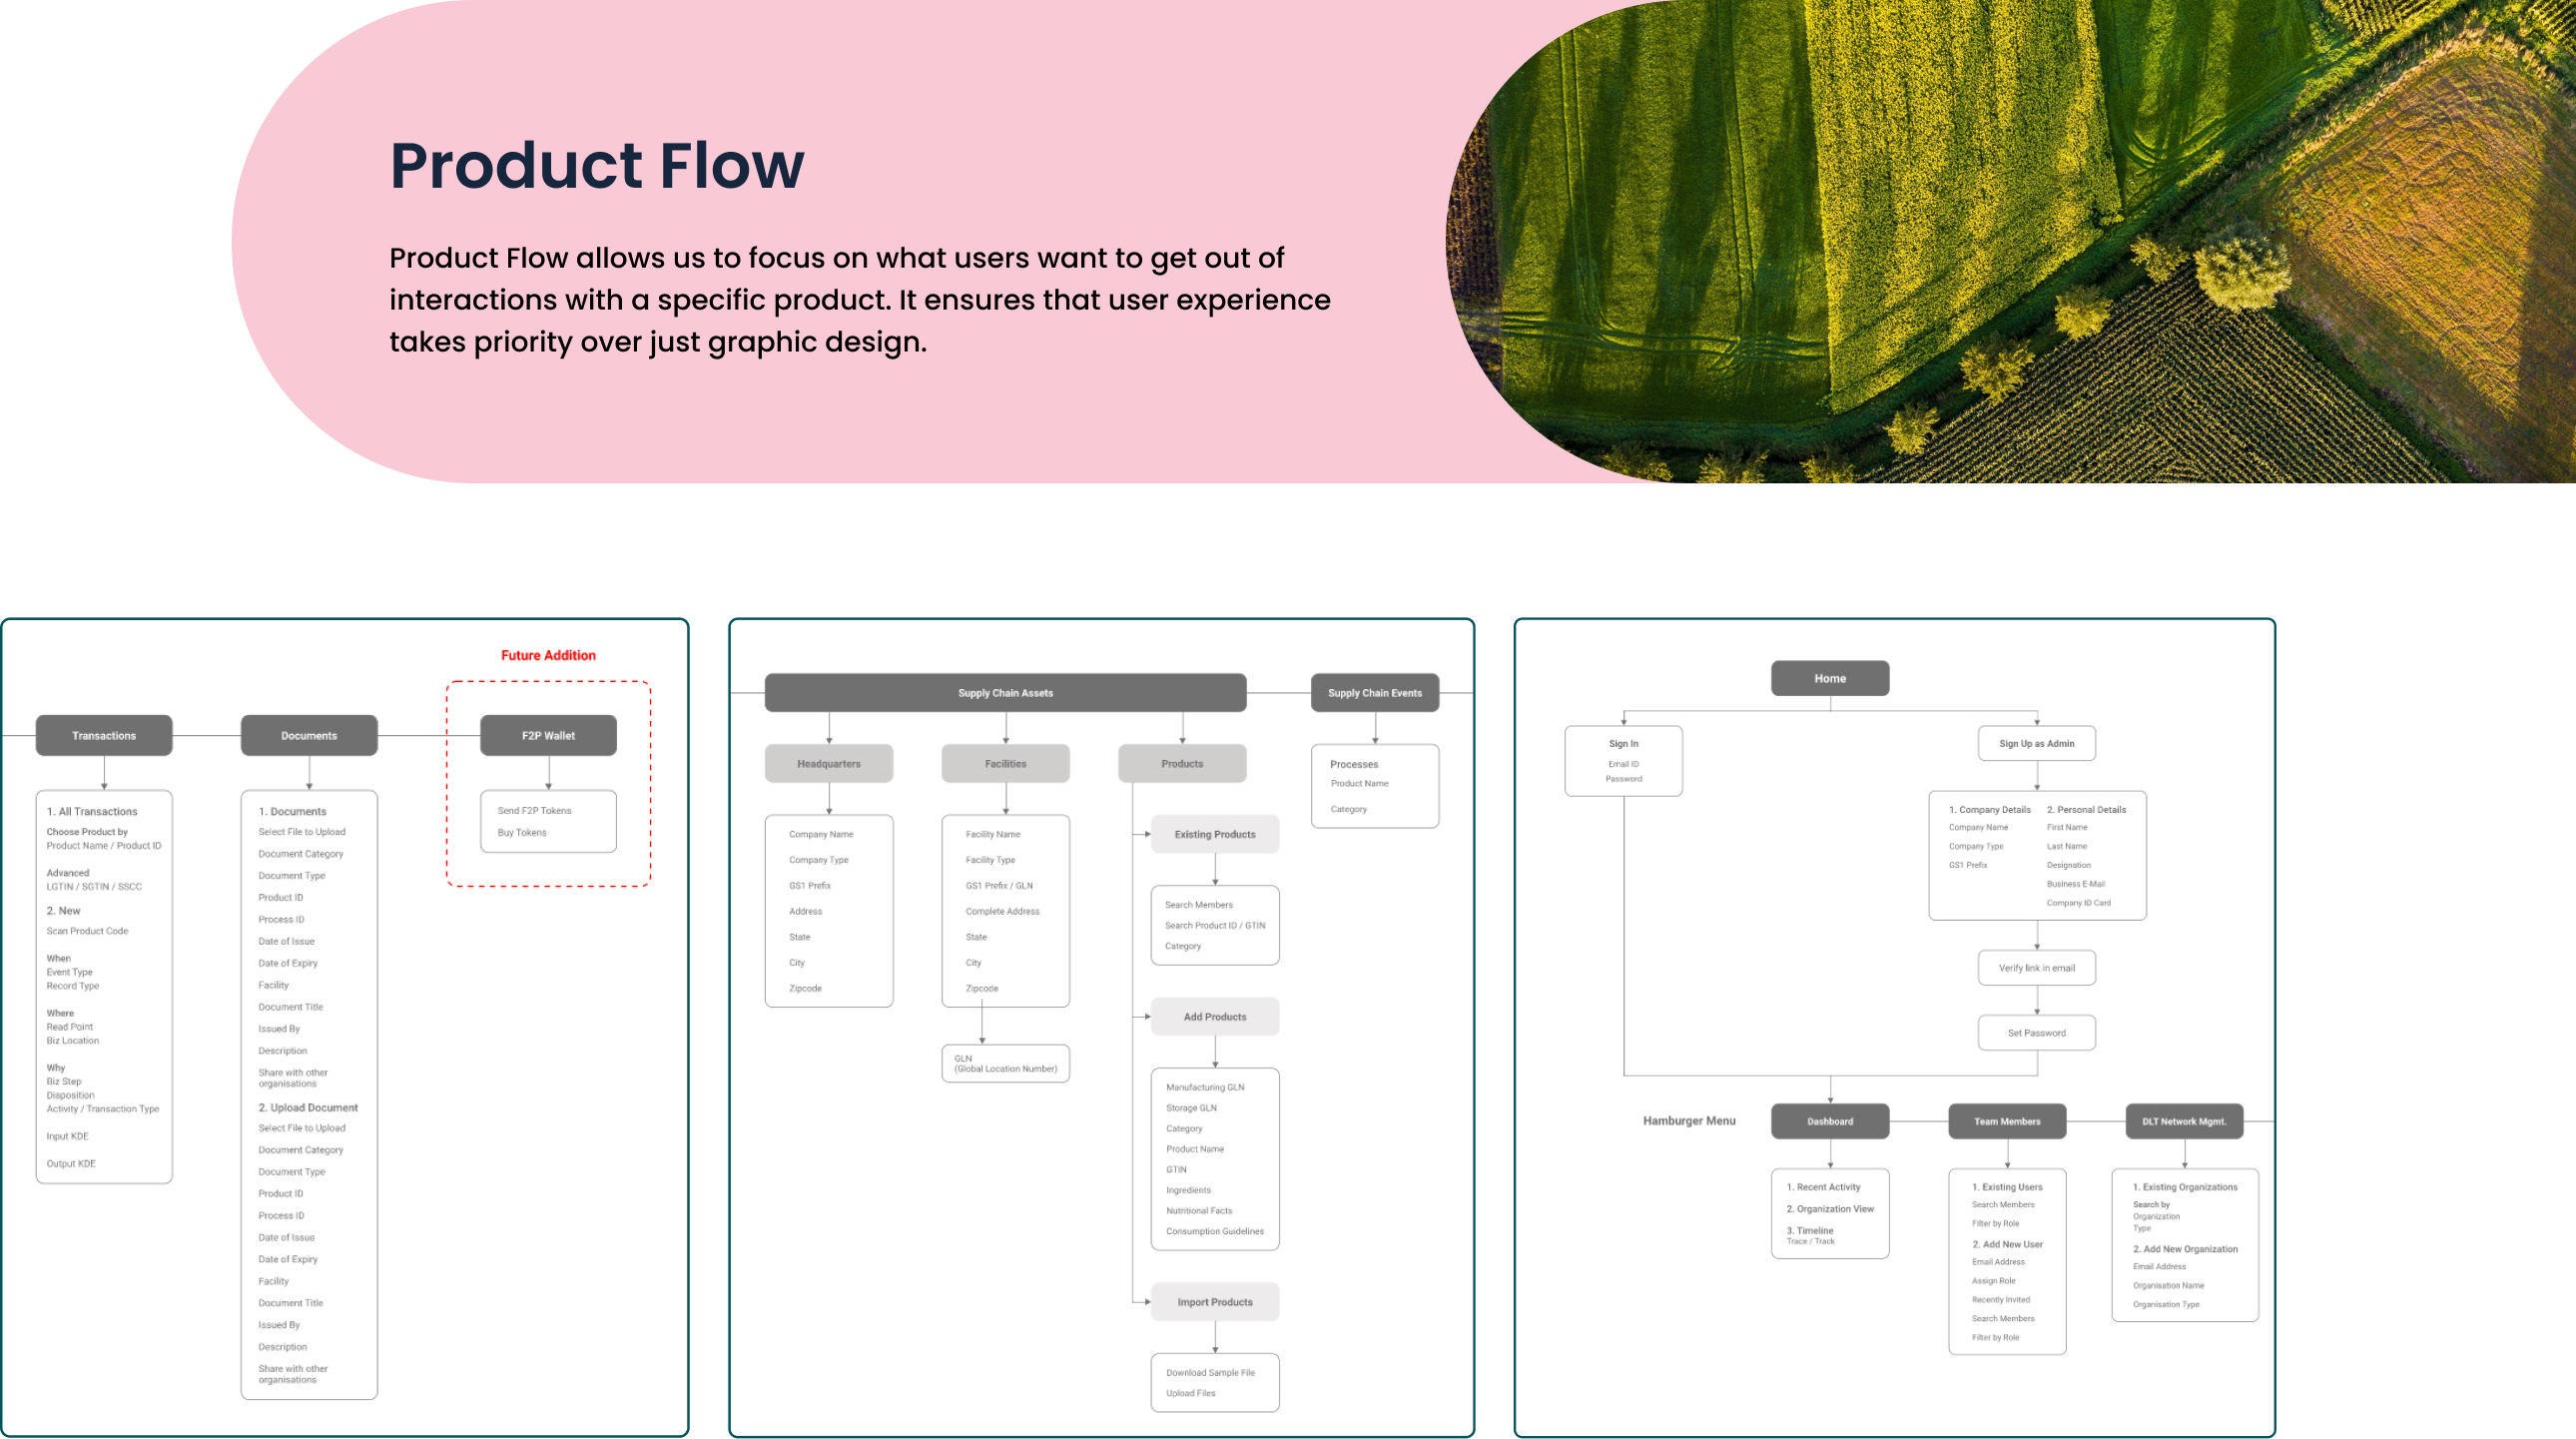 Product Flow
Product Flow allows us to focus on what users want to get out of
interactions with a specific product. It ensures that user experience
takes priority over just graphic design.
Future Addition
Transactions
Documents
F2P Wallet
1. All Transactions
Choose Product by
Product Name / Product ID
Advanced
LGTIN / SGTIN / SSCC
2. New
Scan Product Code
When
Event Type
Record Type
Where
Read Point
Biz Location
Why
Biz Step
Disposition
Activity / Transaction Type
Input KDE
Output KDE
1. Documents
Select File to Upload
Document Category
Document Type
Product ID
Process ID
Date of Issue
Date of Expiry
Facility
Document Title
Issued By
Description
Share with other
organisations
2. Upload Document
Select File to Upload
Document Category
Document Type
Product ID
Process ID
Date of Issue
Date of Expiry
Facility
Document Title
Issued By
Description
Share with other
organisations
Send F2P Tokens
Buy Tokens
Supply Chain Assets
Supply Chain Events
Headquarters
Facilities
Products
Company Name
Company Type
GS1 Prefix
Address
State
City
Zipcode
Facility Name
Facility Type
GS1 Prefix / GLN
Complete Address
State
City
Zipcode
GLN
(Global Location Number)
Existing Products
Search Members
Search Product ID / GTIN
Category
Add Products
Manufacturing GLN
Storage GLN
Category
Product Name
GTIN
Ingredients
Nutritional Facts
Consumption Guidelines
Import Products
Download Sample File
Upload Files
Processes
Product Name
Category
Home
Sign In
Email ID
Password
Sign Up as Admin
1. Company Details
Company Name
Company Type
GS1 Prefix
2. Personal Details
First Name
Last Name
Designation
Business E-Mail
Company ID Card
Verify link in email
Set Password
Hamburger Menu
Dashboard
Team Members
DLT Network Mgmt.
1. Recent Activity
2. Organization View
3. Timeline
Trace / Track
1. Existing Users
Search Members
Filter by Role
2. Add New User
Email Address
Assign Role
Recently Invited
Search Members
Filter by Role
1. Existing Organizations
Search by
Organization
Type
2. Add New Organization
Email Address
Organisation Name
Organisation Type